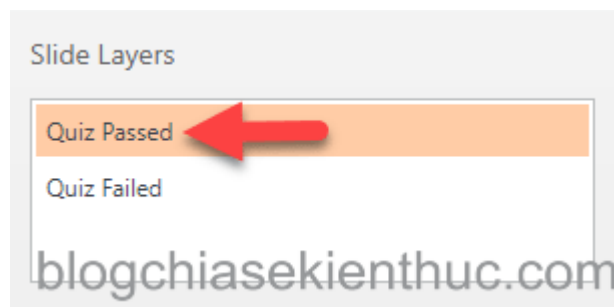 Slide Layers
Quiz Passed
Quiz Failed
blogchiasekienthuc.com